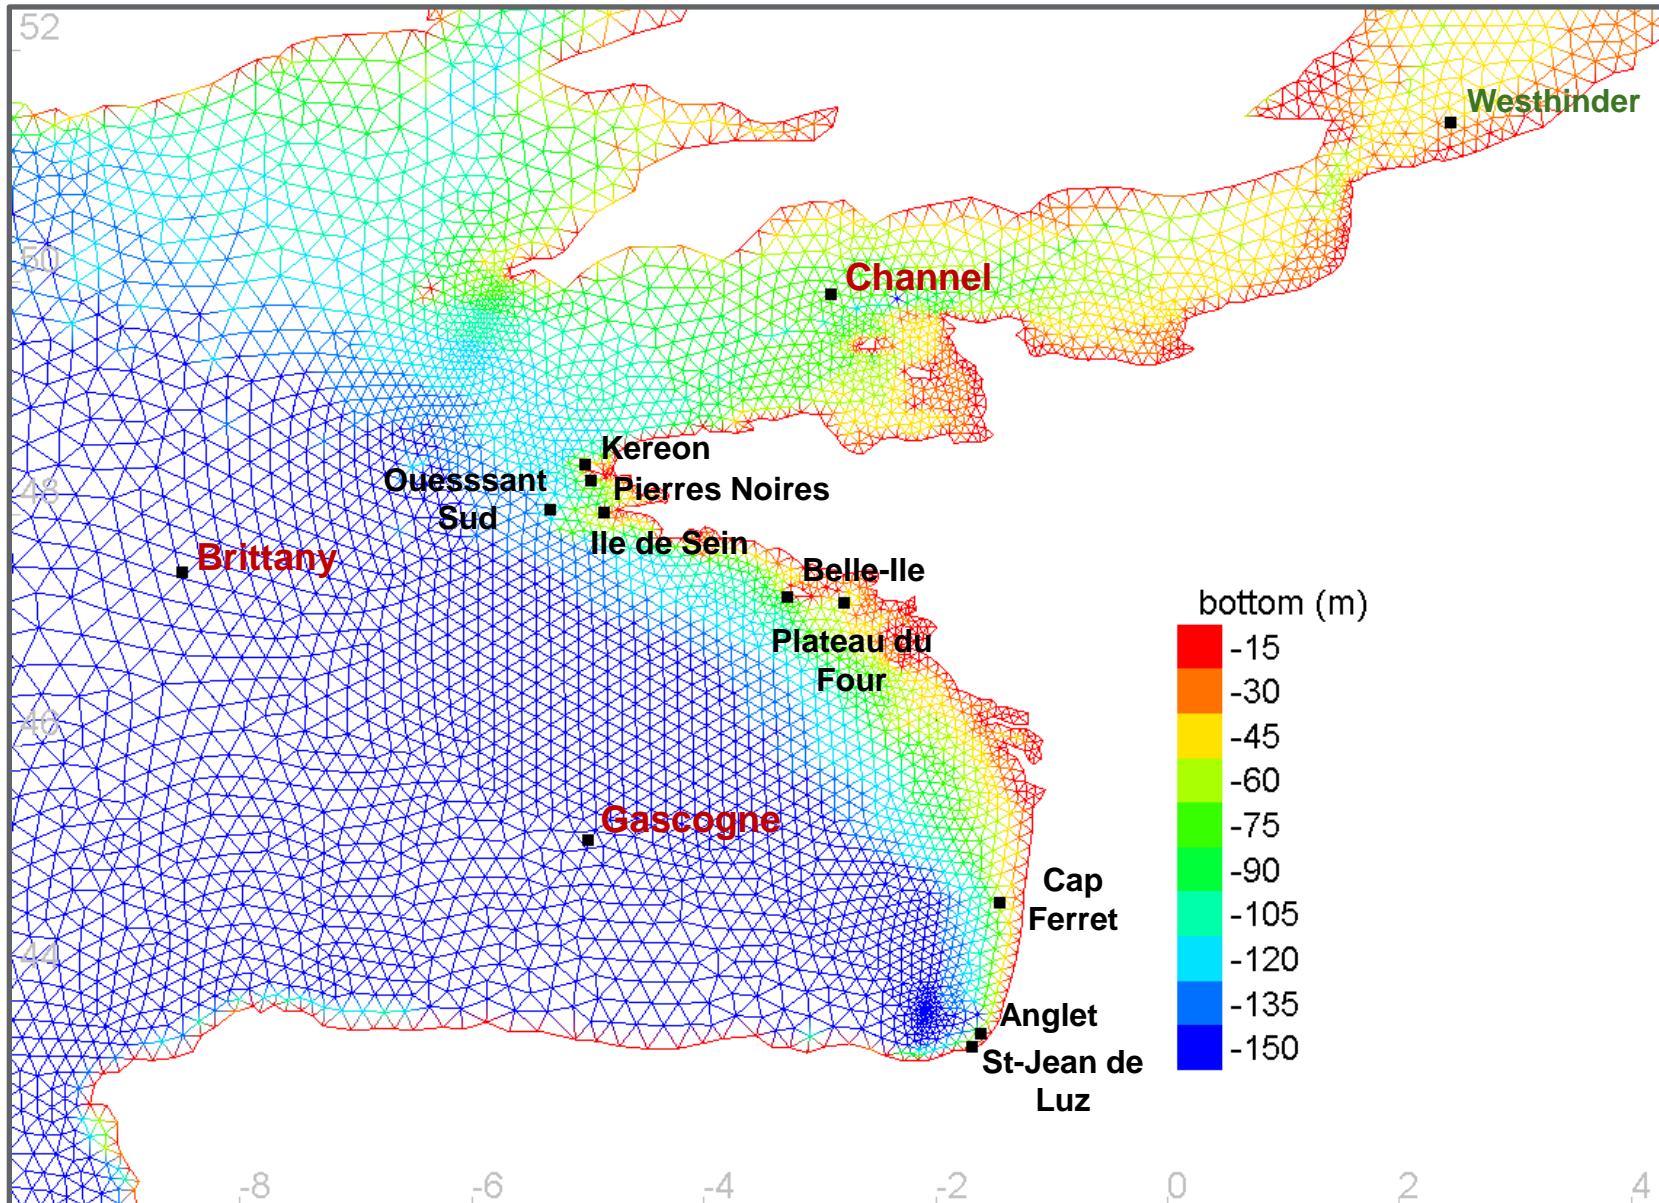 52
Westhinder
50
Channel
Kereon
48
Ouesssant
Sud
Pierres Noires
Ile de Sein
Brittany
Belle-Ile
Plateau du
Four
bottom (m)
-15
-30
-45
-60
-75
-90
-105
-120
-135
-150
46
Gascogne
Cap
Ferret
44
Anglet
St-Jean de
Luz
-8
-6
-4
-2
0
2
4